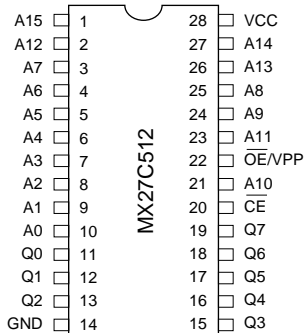 A15 1 28 VCC
A12 2 27 A14
A7 3 26 A13
A6 4 25 A8
A5 5 24 A9
A4 6 23 A11
A3 7 22 OE/VPP
A2 8 21 A10
A1 9 20 CE
A0 10 19 Q7
Q0 11 18 Q6
Q1 12 17 Q5
Q2 13 16 Q4
GND 14 15 Q3
MX27C512